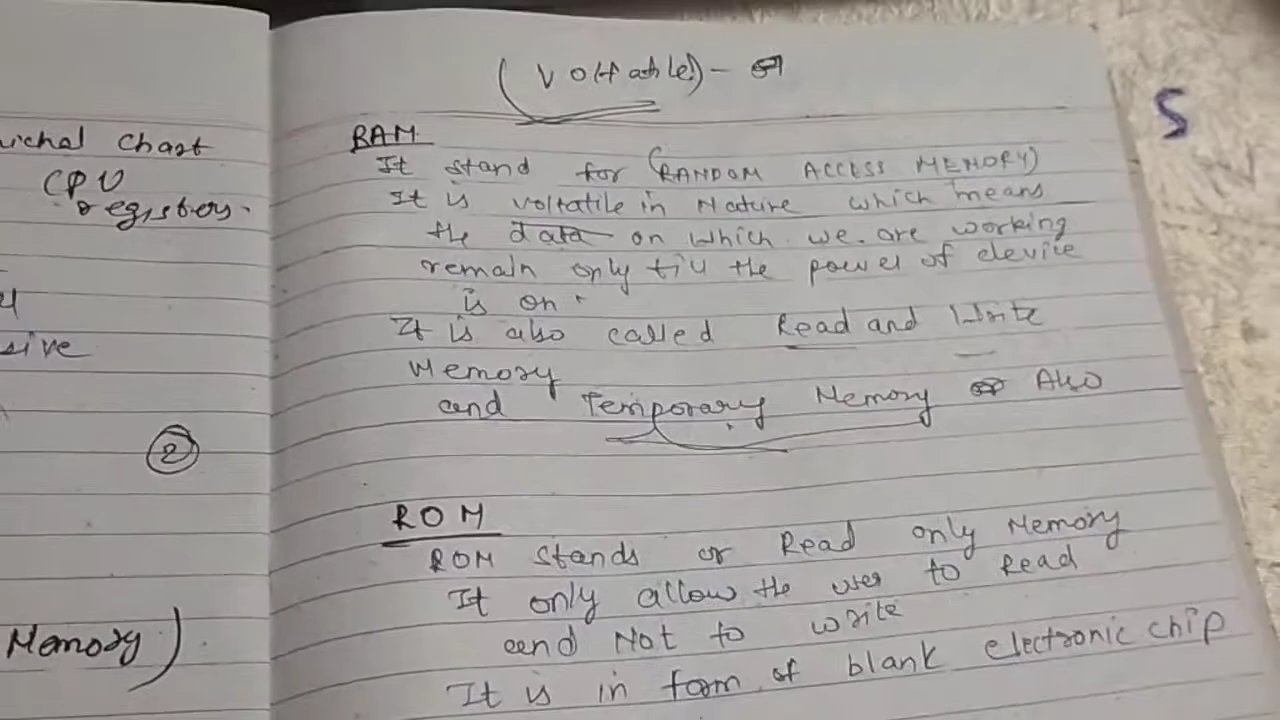 uichal Chart
CPU
registers.
sive
2
Memory)
(Voltable) -
RAM
It stand for (RANDOM ACCESS MEMORY)
It is voltatile in Nature which means
the data on which we are working
remain only till the power of device
is on.
It is also called Read and Write
Memory
and Temporary Memory Also
ROM
ROM Stands or Read only Memory
It only allow the user to Read
and Not to write
It is in form of blank electronic chip
S